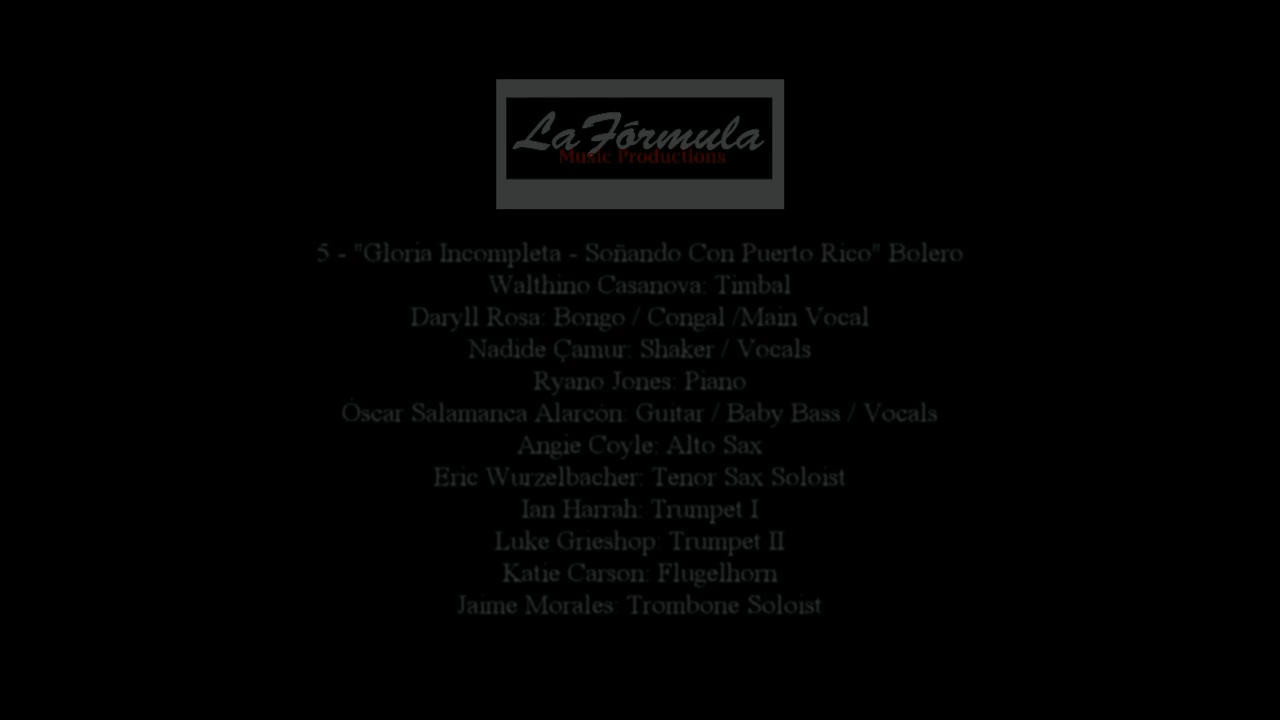 LaFórmula
Music Productions
5 - "Gloria Incompleta - Soñando Con Puerto Rico" Bolero
Walthino Casanova: Timbal
Daryll Rosa: Bongo / Congal /Main Vocal
Nadide Çamur: Shaker / Vocals
Ryano Jones: Piano
Óscar Salamanca Alarcón: Guitar / Baby Bass / Vocals
Angie Coyle: Alto Sax
Eric Wurzelbacher: Tenor Sax Soloist
Ian Harrah: Trumpet I
Luke Grieshop: Trumpet II
Katie Carson: Flugelhorn
Jaime Morales: Trombone Soloist